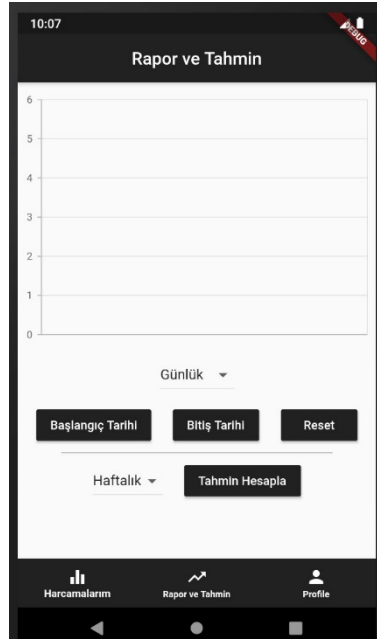 10:07
DEBUG
Rapor ve Tahmin
6
5
4
3
2
1
0
Günlük
Başlangıç Tarihi Bitiş Tarihi Reset
Haftalık Tahmin Hesapla
Harcamalarım Rapor ve Tahmin Profile